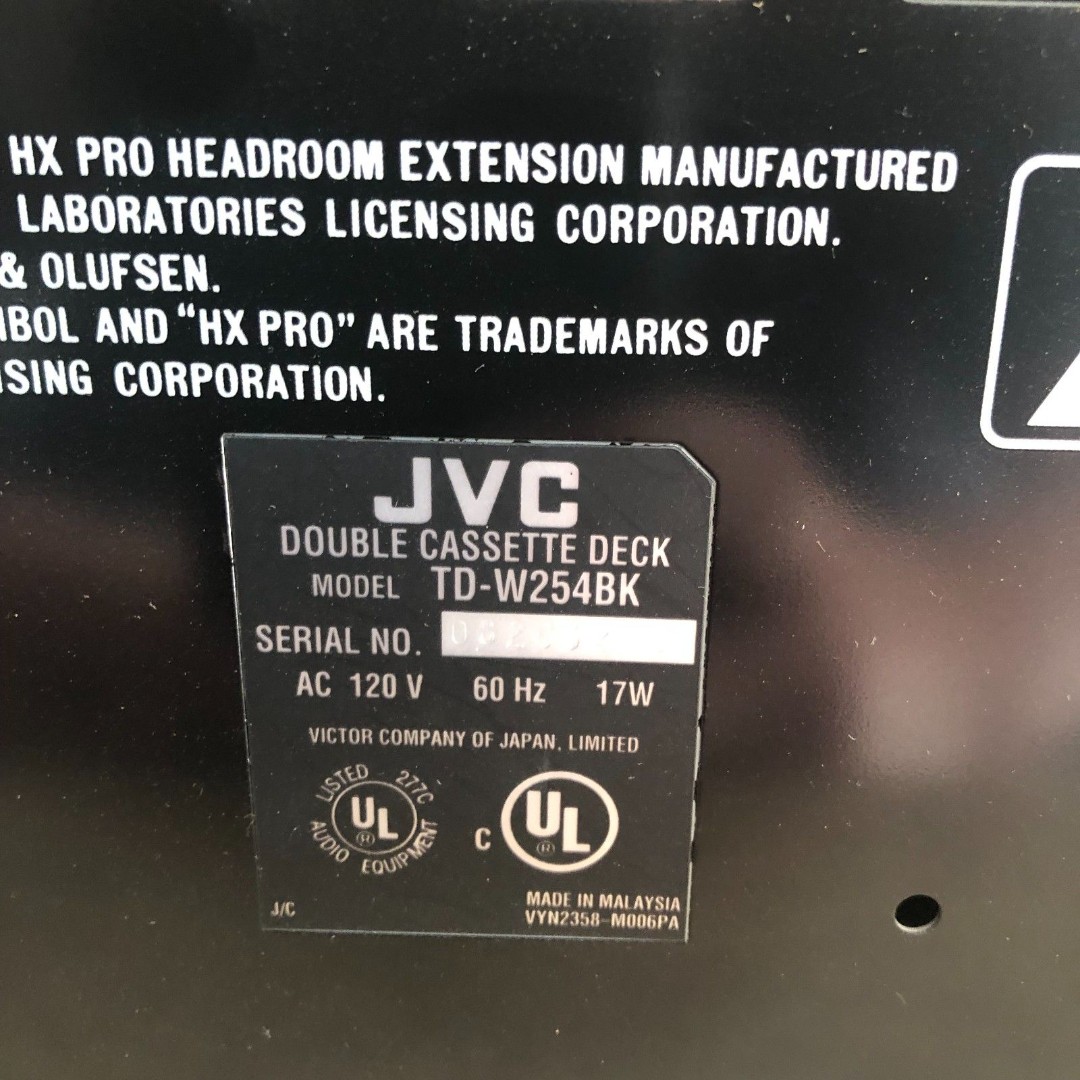 HX PRO HEADROOM EXTENSION MANUFACTURED
LABORATORIES LICENSING CORPORATION.
& OLUFSEN.
BOL AND "HX PRO" ARE TRADEMARKS OF
SING CORPORATION.
JVC
DOUBLE CASSETTE DECK
MODEL TD-W254BK
SERIAL NO.
AC 120 V 60 Hz 17W
VICTOR COMPANY OF JAPAN, LIMITED
LISTED 277C
UL ®
AUDIO EQUIPMENT
C UL ®
J/C
MADE IN MALAYSIA
VYN2358-M006PA